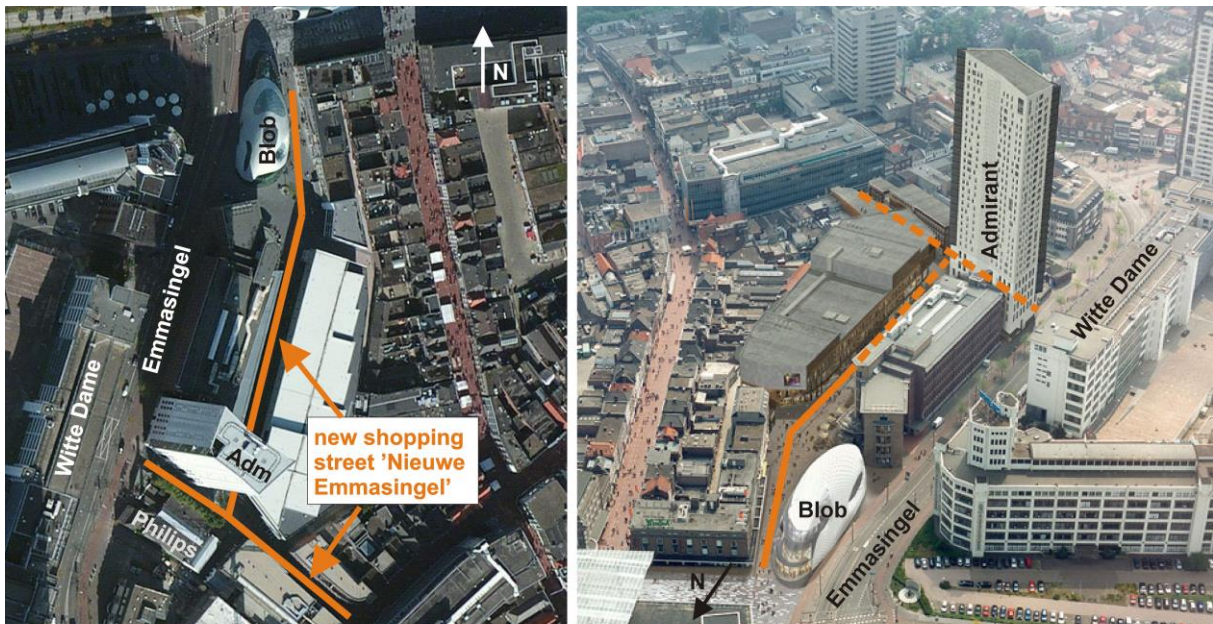 N
Blob
Emmasingel
Witte Dame
Adm
new shopping
street ’Nieuwe
Emmasingel’
Philips
Admirant
Witte Dame
Blob
Emmasingel
N